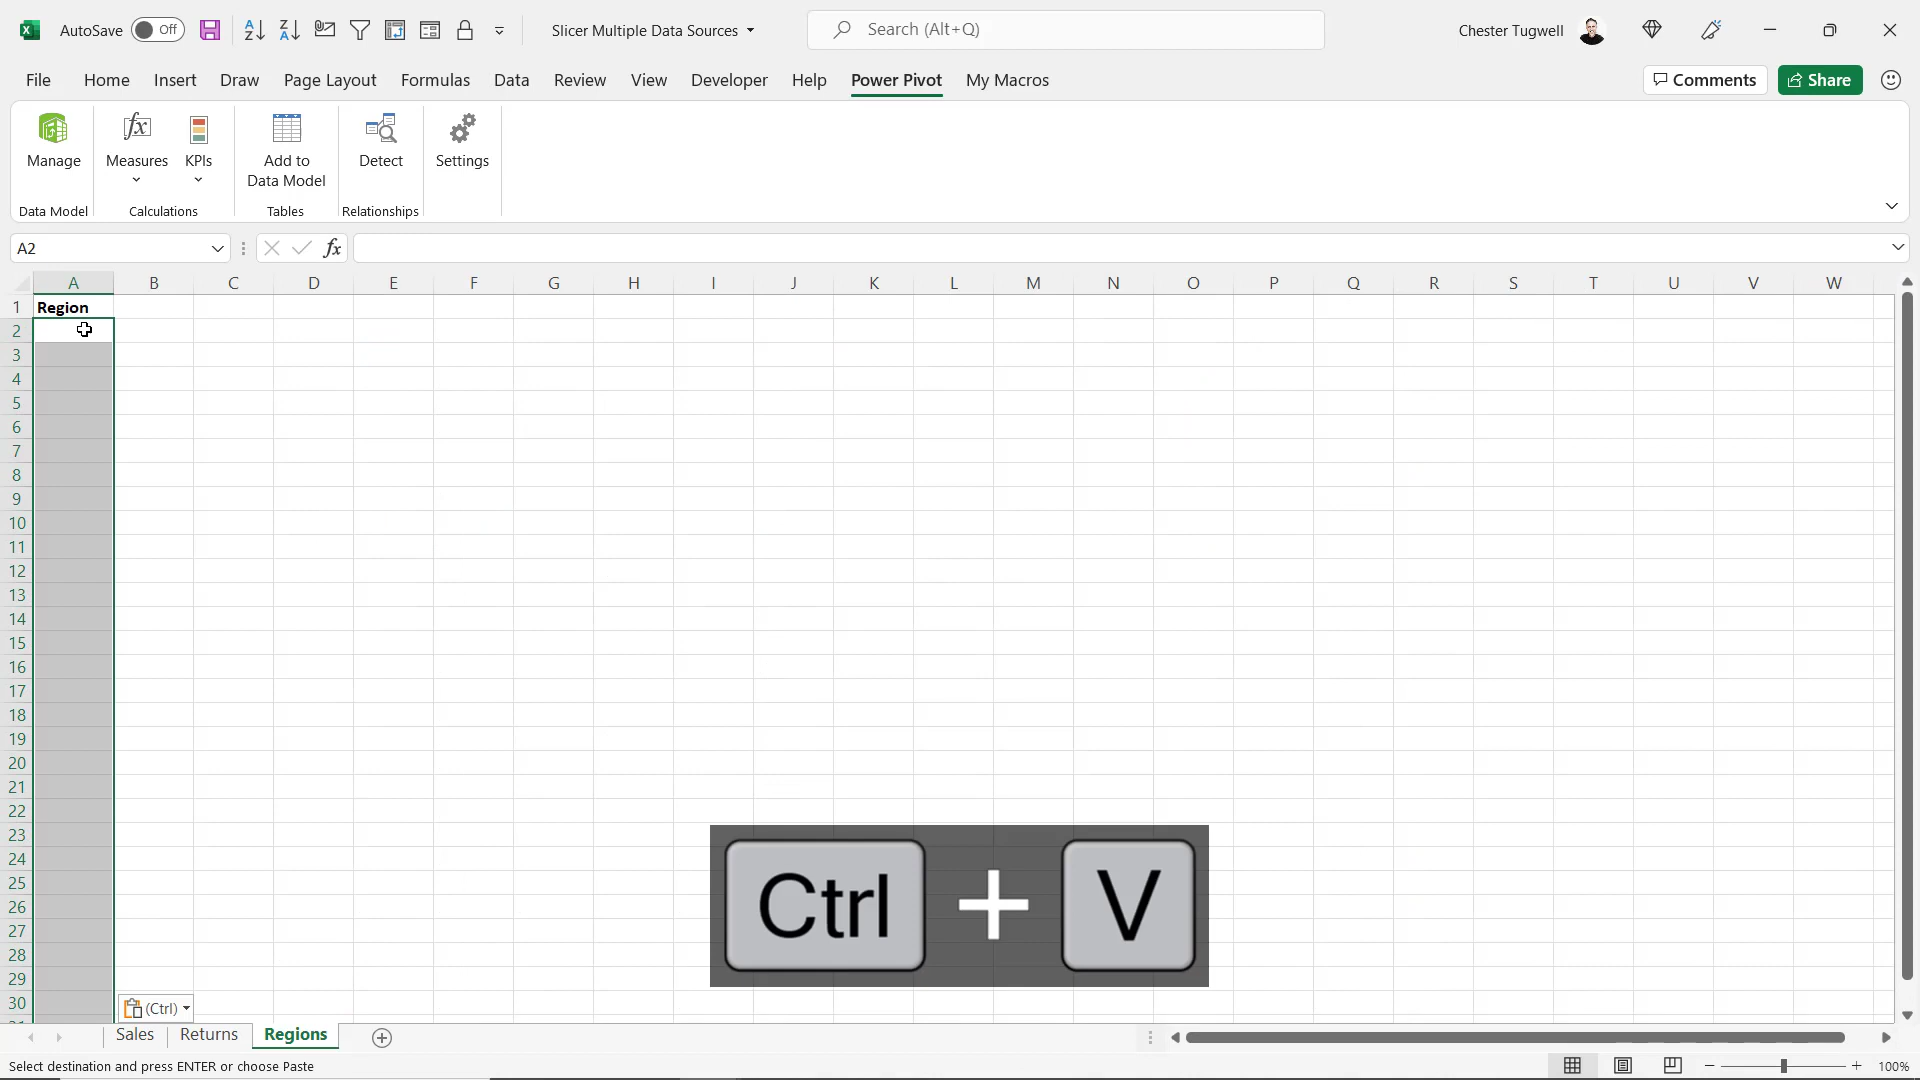 AutoSave Off
Slicer Multiple Data Sources
Search (Alt+Q)
Chester Tugwell
File Home Insert Draw Page Layout Formulas Data Review View Developer Help Power Pivot My Macros
Comments Share
Manage
Measures
KPIs
Add to
Data Model
Detect
Settings
Data Model
Calculations
Tables
Relationships
A2
fx
A B C D E F G H I J K L M N O P Q R S T U V W
1 Region
2
3
4
5
6
7
8
9
10
11
12
13
14
15
16
17
18
19
20
21
22
23
24
25
26
27
28
29
30
(Ctrl)
Ctrl + V
Sales Returns Regions
Select destination and press ENTER or choose Paste
100%